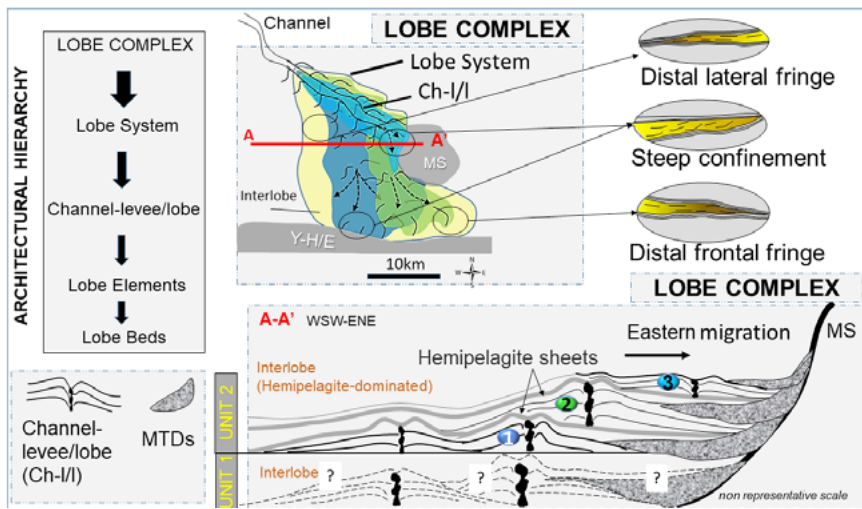 ARCHITECTURAL HIERARCHY
LOBE COMPLEX
Lobe System
Channel-levee/lobe
Lobe Elements
Lobe Beds
Channel
LOBE COMPLEX
Lobe System
Ch-l/l
A
A'
MS
Interlobe
Y-H/E
10km
N
W
E
S
Distal lateral fringe
Steep confinement
Distal frontal fringe
LOBE COMPLEX
A-A' WSW-ENE
Eastern migration
MS
Hemipelagite sheets
Interlobe
(Hemipelagite-dominated)
3
2
1
UNIT 2
UNIT 1
Interlobe
?
?
?
non representative scale
Channel-
levee/lobe
(Ch-l/l)
MTDs